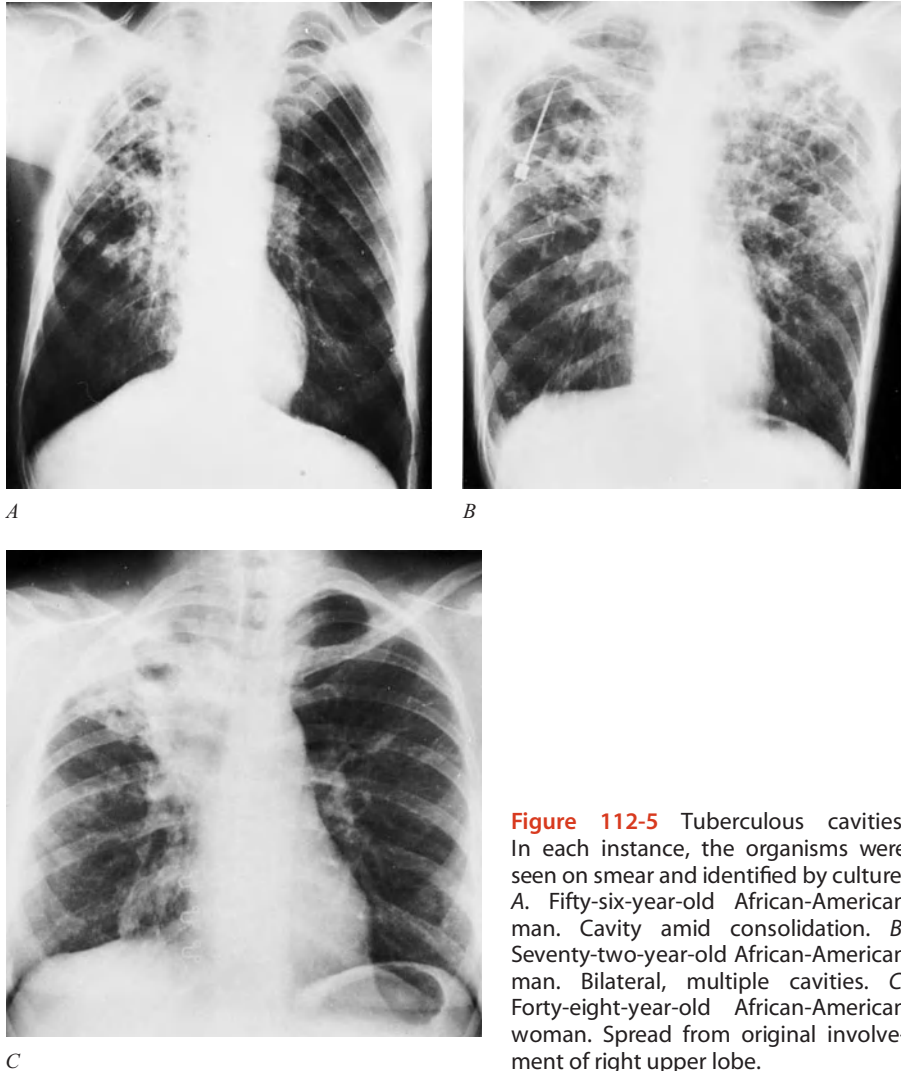 A
B
C
Figure 112-5 Tuberculous cavities
In each instance, the organisms were
seen on smear and identified by culture
A. Fifty-six-year-old African-American
man. Cavity amid consolidation. B
Seventy-two-year-old African-American
man. Bilateral, multiple cavities. C
Forty-eight-year-old African-American
woman. Spread from original involve-
ment of right upper lobe.